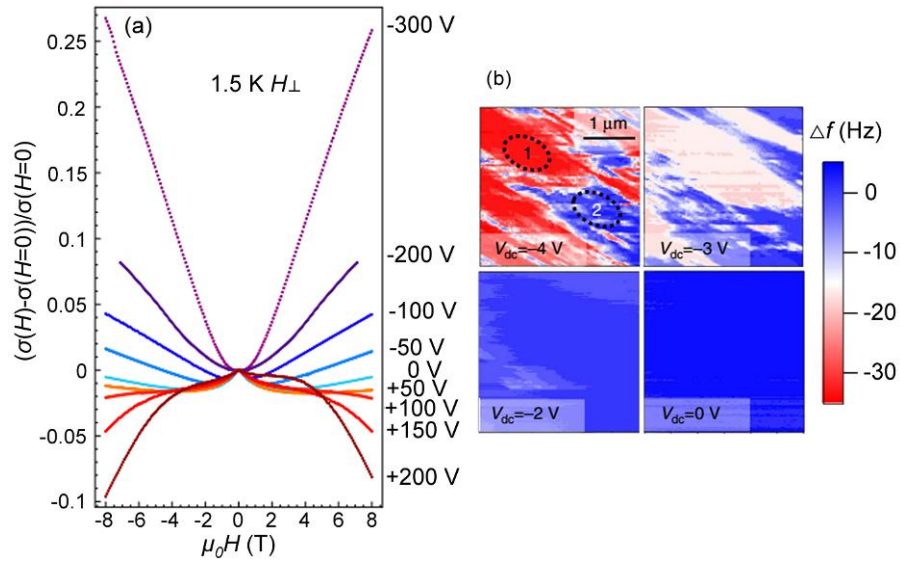 (a)
1.5 K H⊥
(σ(H)-σ(H=0))/σ(H=0)
0.25
0.2
0.15
0.1
0.05
0
-0.05
-0.1
-8 -6 -4 -2 0 2 4 6 8
μ₀H (T)
-300 V
-200 V
-100 V
-50 V
0 V
+50 V
+100 V
+150 V
+200 V
(b)
1 μm
1
2
Vdc=−4 V
Vdc=−3 V
Vdc=−2 V
Vdc=0 V
△f (Hz)
0
-10
-20
-30